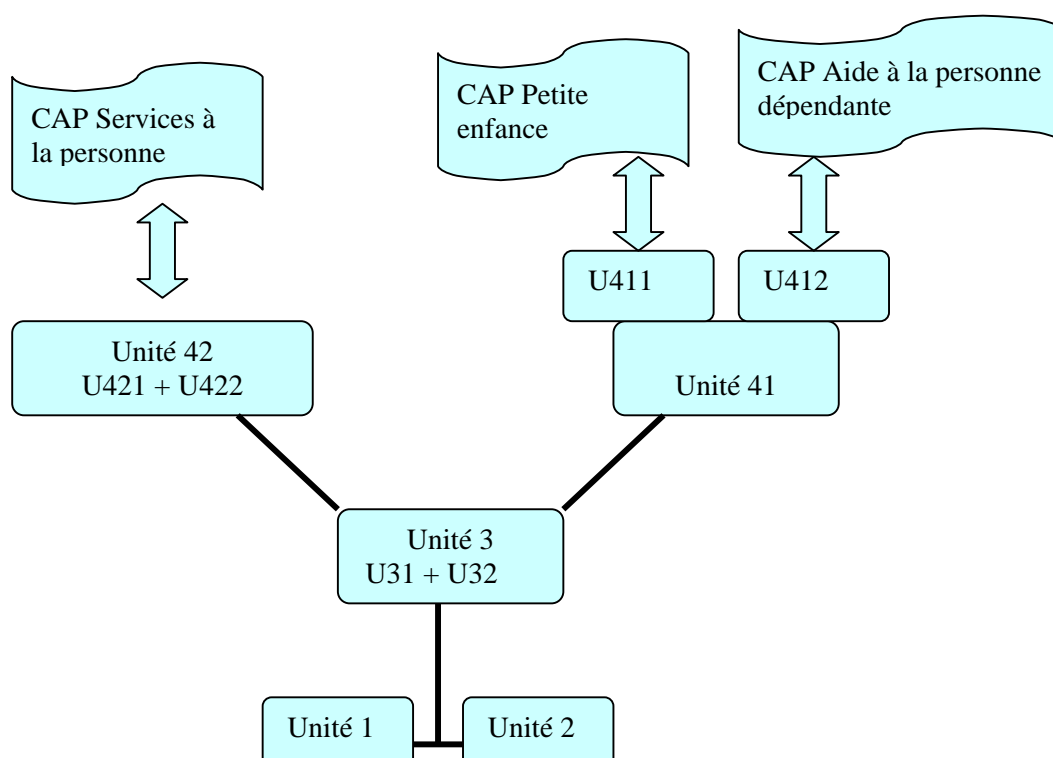 CAP Services à
la personne
CAP Petite
enfance
CAP Aide à la personne
dépendante
U411
U412
Unité 42
U421 + U422
Unité 41
Unité 3
U31 + U32
Unité 1
Unité 2